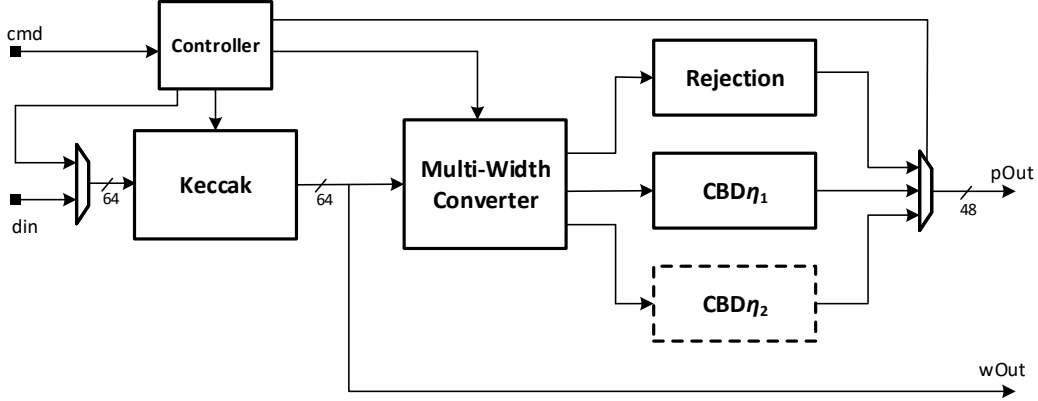 cmd
Controller
din
64
Keccak
64
Multi-Width
Converter
Rejection
CBDη₁
CBDη₂
48
pOut
wOut